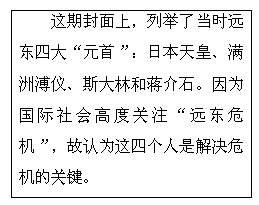 这期封面上，列举了当时远
东四大“元首”：日本天皇、满
洲溥仪、斯大林和蒋介石。因为
国际社会高度关注“远东危
机”，故认为这四个人是解决危
机的关键。